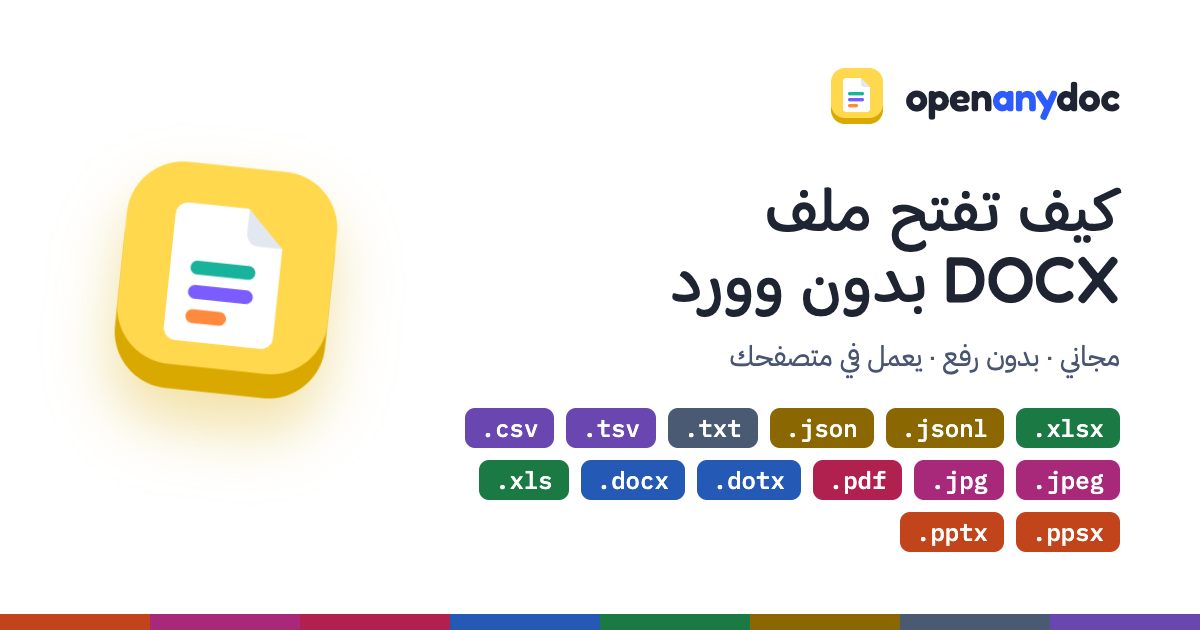 openanydoc
كيف تفتح ملف
DOCX بدون وورد
مجاني · بدون رفع · يعمل في متصفحك
.csv .tsv .txt .json .jsonl .xlsx
.xls .docx .dotx .pdf .jpg .jpeg
.pptx .ppsx